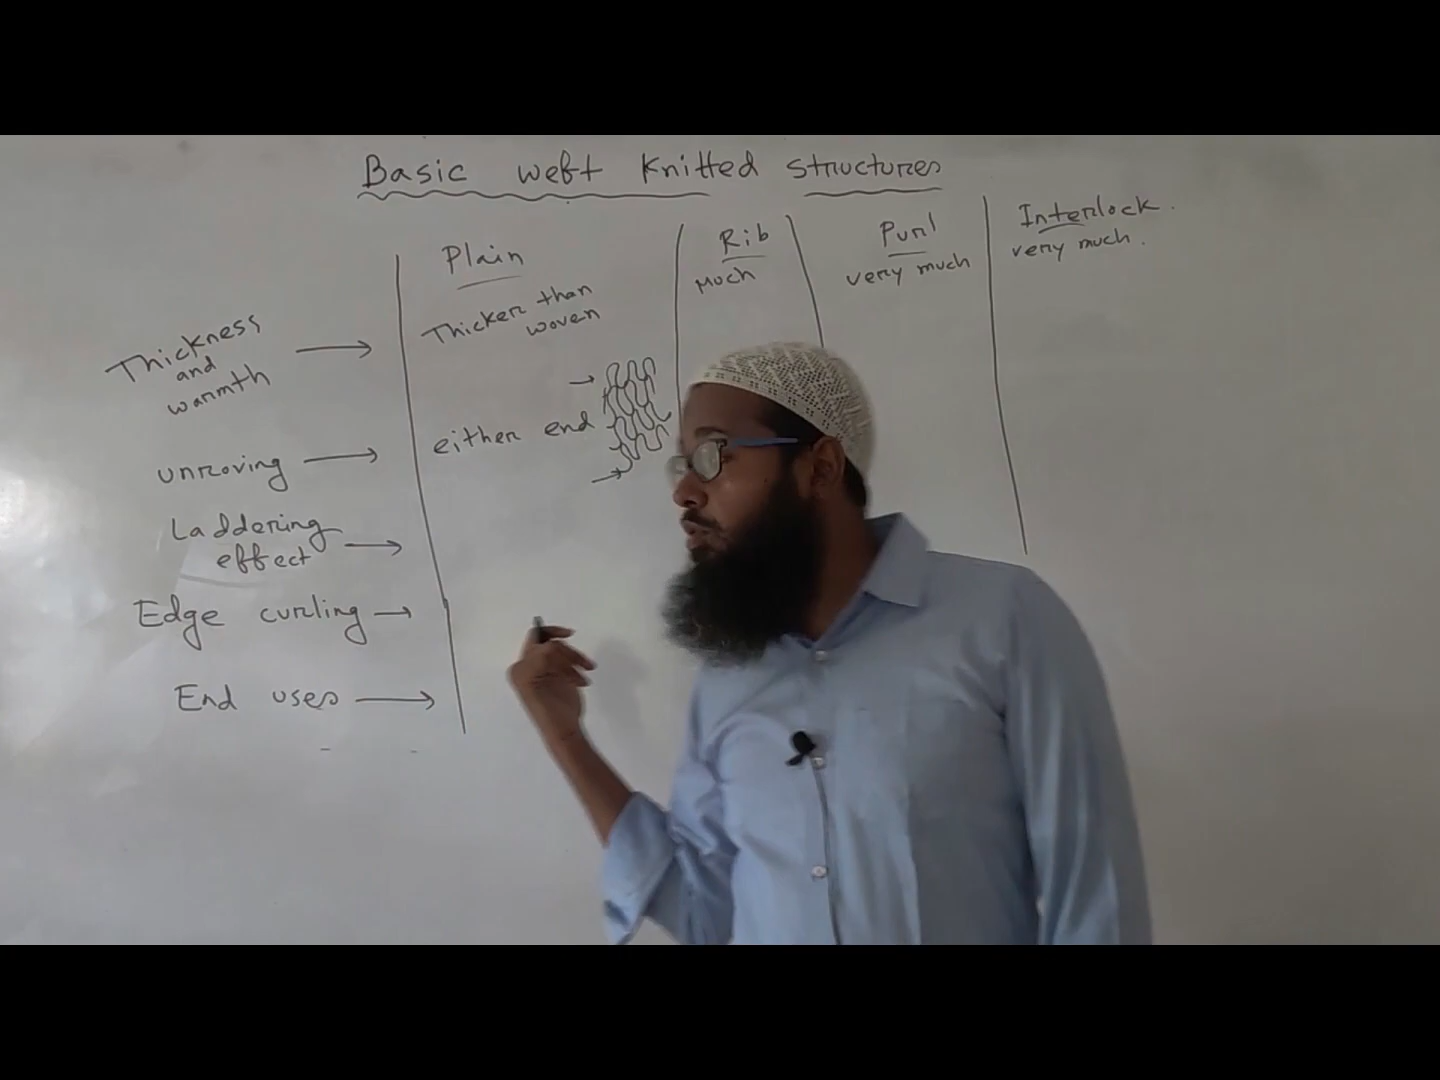 Basic weft knitted structures
Plain
Rib
Purl
Interlock.
Thickness
and
warmth
Thicker than
woven
Much
very much
very much.
unroving
either end
Laddering
effect
Edge curling
End uses